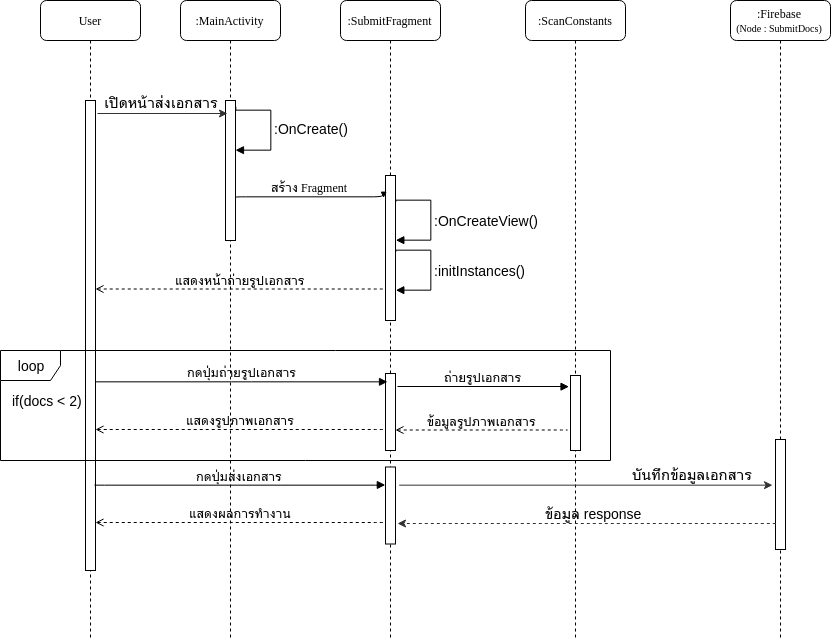 User
:MainActivity
:SubmitFragment
:ScanConstants
:Firebase
(Node : SubmitDocs)
เปิดหน้าส่งเอกสาร
:OnCreate()
สร้าง Fragment
:OnCreateView()
:initInstances()
แสดงหน้าถ่ายรูปเอกสาร
loop
if(docs < 2)
กดปุ่มถ่ายรูปเอกสาร
ถ่ายรูปเอกสาร
แสดงรูปภาพเอกสาร
ข้อมูลรูปภาพเอกสาร
กดปุ่มส่งเอกสาร
บันทึกข้อมูลเอกสาร
แสดงผลการทำงาน
ข้อมูล response